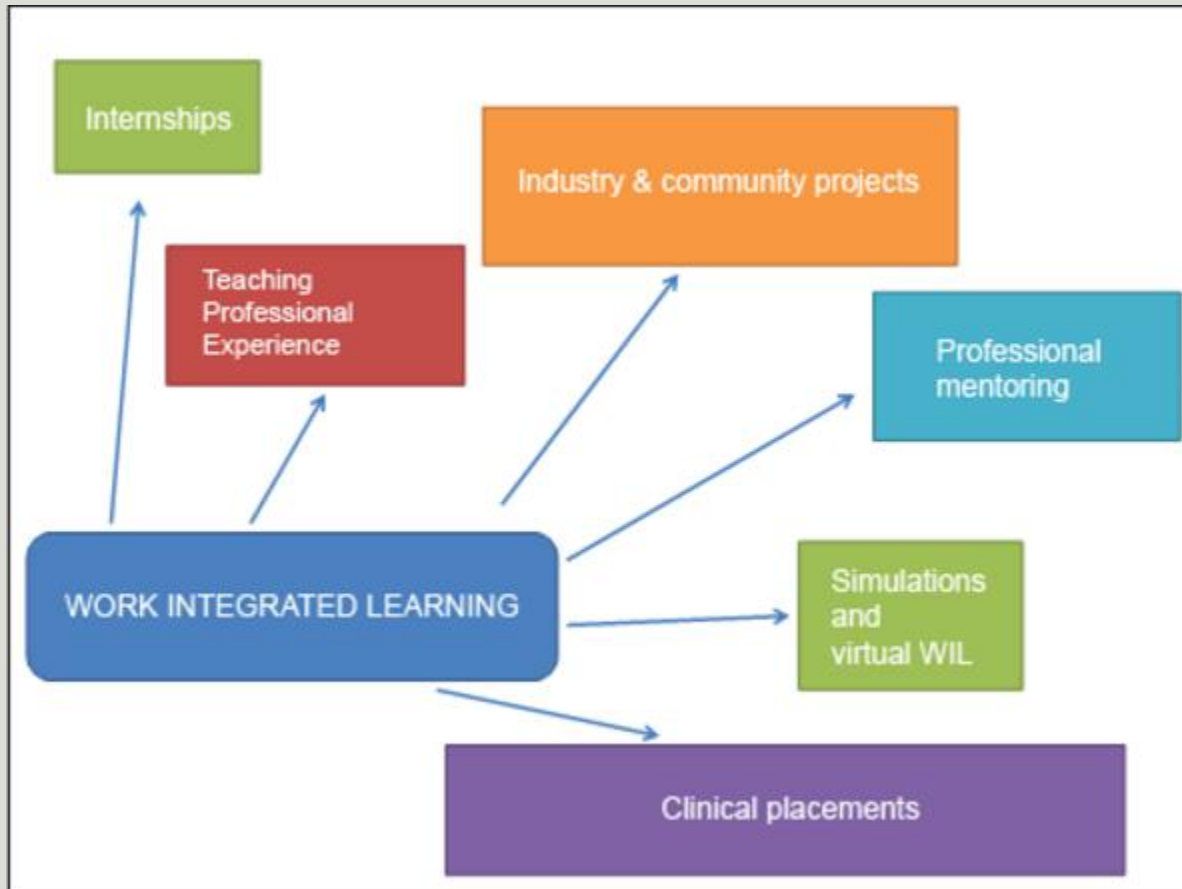 Internships
Industry & community projects
Teaching
Professional
Experience
Professional
mentoring
WORK INTEGRATED LEARNING
Simulations
and
virtual WIL
Clinical placements